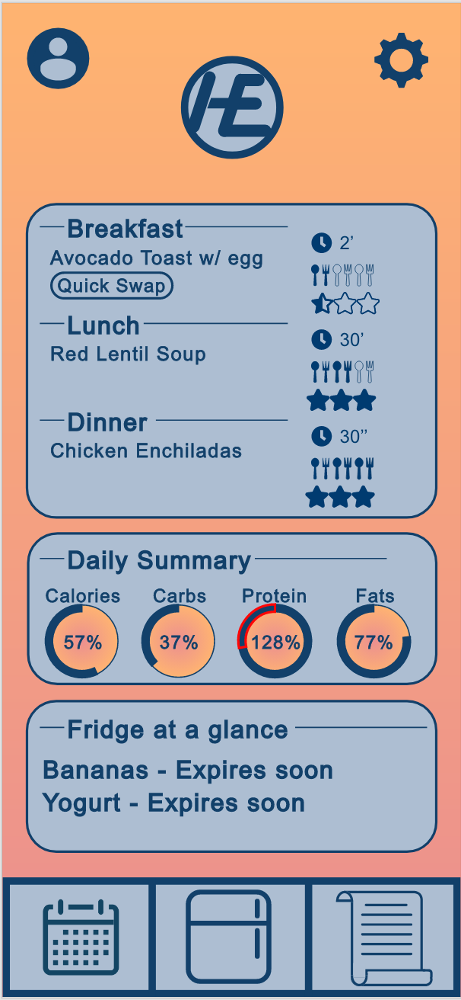 HE
Breakfast
2’
Avocado Toast w/ egg
Quick Swap
Lunch
30’
Red Lentil Soup
Dinner
30”
Chicken Enchiladas
Daily Summary
Calories Carbs Protein Fats
57% 37% 128% 77%
Fridge at a glance
Bananas - Expires soon
Yogurt - Expires soon